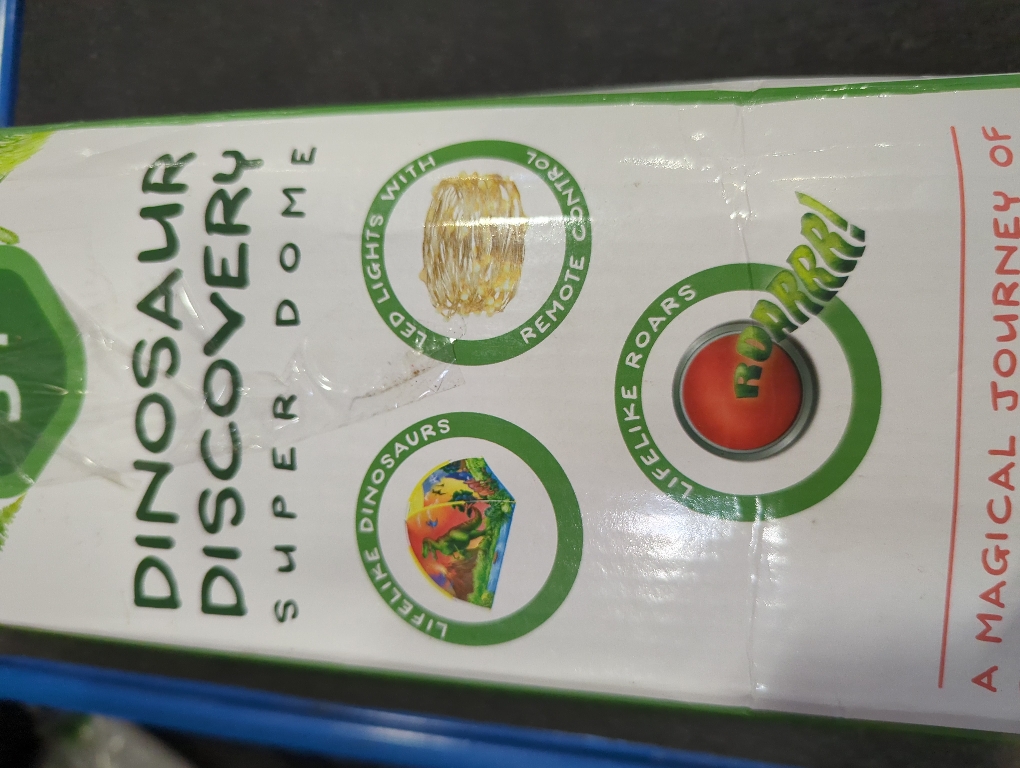 DINOSAUR
DISCOVERY
SUPER DOME
LIFELIKE DINOSAURS
LED LIGHTS WITH
REMOTE CONTROL
LIFELIKE ROARS
ROARRR!
A MAGICAL JOURNEY OF